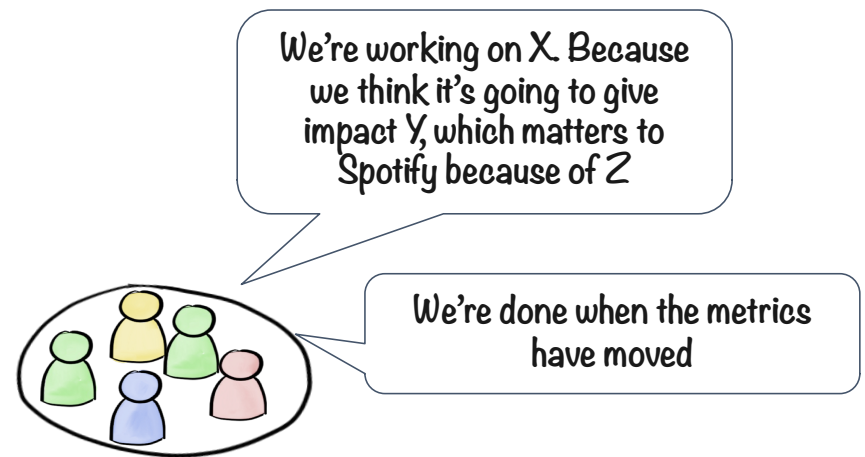 We're working on X. Because
we think it's going to give
impact Y, which matters to
Spotify because of Z
We're done when the metrics
have moved